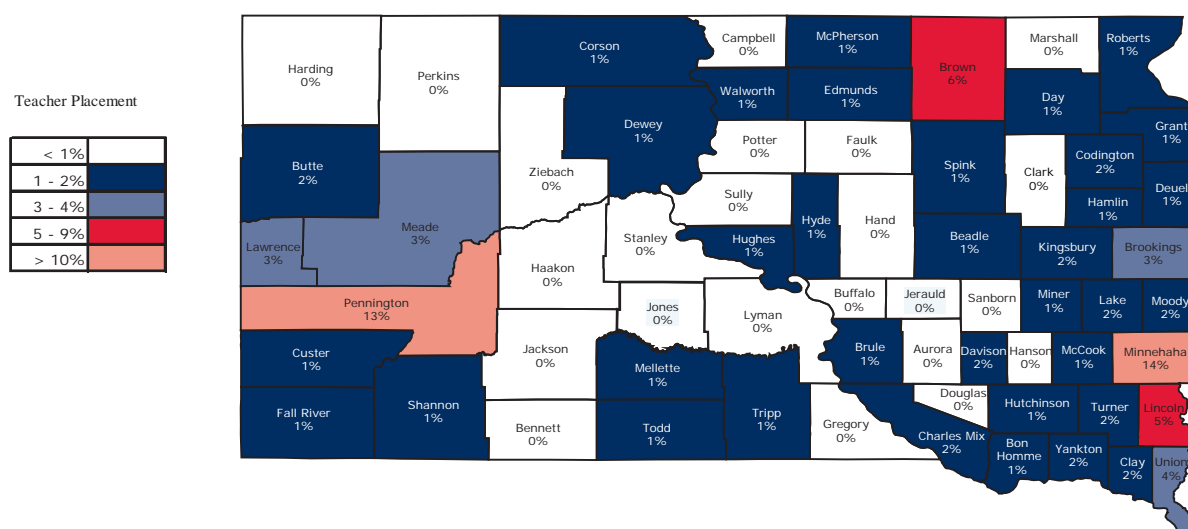 Teacher Placement
< 1%
1 - 2%
3 - 4%
5 - 9%
> 10%
Harding
0%
Perkins
0%
Corson
1%
Campbell
0%
McPherson
1%
Brown
6%
Marshall
0%
Roberts
1%
Walworth
1%
Edmunds
1%
Day
1%
Grant
1%
Butte
2%
Dewey
1%
Ziebach
0%
Potter
0%
Faulk
0%
Spink
1%
Clark
0%
Codington
2%
Deuel
1%
Hamlin
1%
Lawrence
3%
Meade
3%
Sully
0%
Hyde
1%
Hand
0%
Stanley
0%
Hughes
1%
Beadle
1%
Kingsbury
2%
Brookings
3%
Haakon
0%
Pennington
13%
Jones
0%
Lyman
0%
Buffalo
0%
Jerauld
0%
Sanborn
0%
Miner
1%
Lake
2%
Moody
2%
Custer
1%
Jackson
0%
Mellette
1%
Brule
1%
Aurora
0%
Davison
2%
Hanson
0%
McCook
1%
Minnehaha
14%
Fall River
1%
Shannon
1%
Bennett
0%
Todd
1%
Tripp
1%
Gregory
0%
Douglas
0%
Charles Mix
2%
Hutchinson
1%
Turner
2%
Lincoln
5%
Bon
Homme
1%
Yankton
2%
Clay
2%
Union
4%